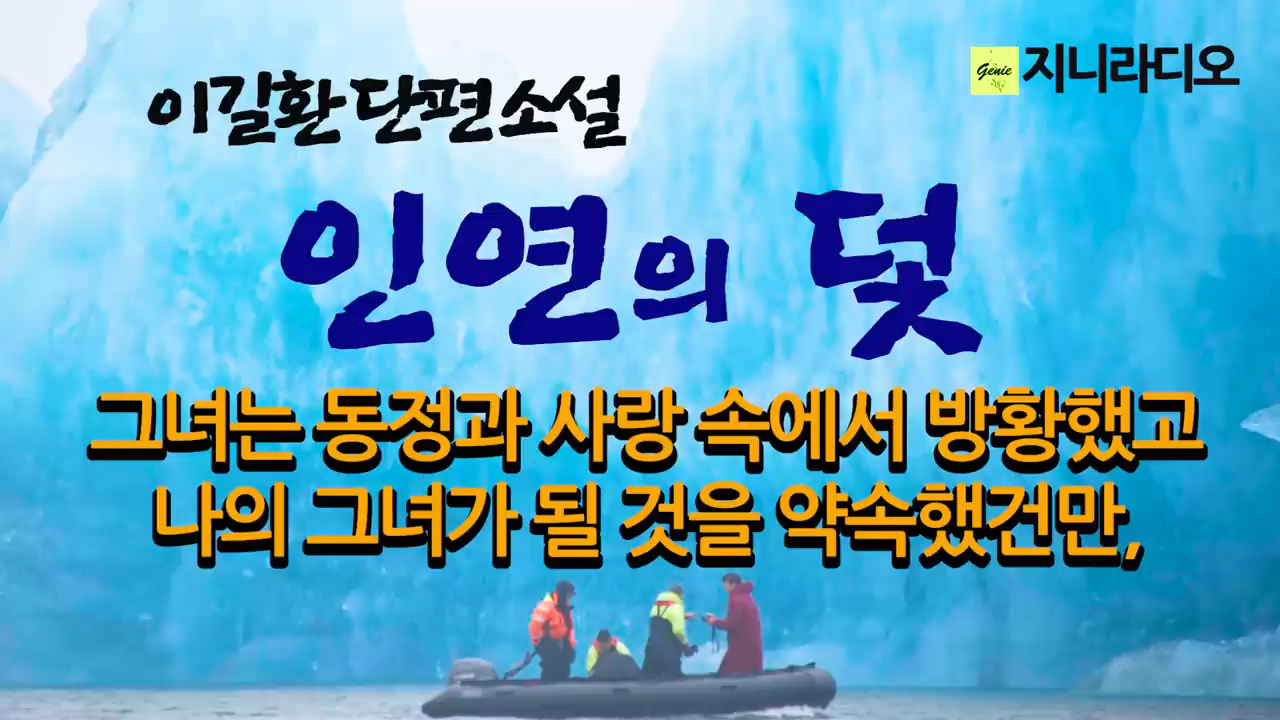 이길환 단편소설
Genie 지니라디오
인연의 덫
그녀는 동정과 사랑 속에서 방황했고
나의 그녀가 될 것을 약속했건만,